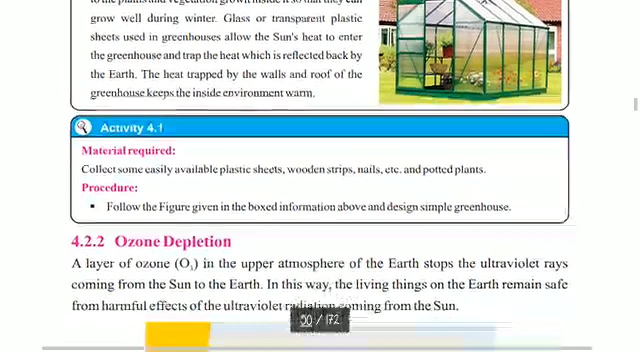 to the plants and vegetation grown inside it so that they can
grow well during winter. Glass or transparent plastic
sheets used in greenhouses allow the Sun's heat to enter
the greenhouse and trap the heat which is reflected back by
the Earth. The heat trapped by the walls and roof of the
greenhouse keeps the inside environment warm.
Activity 4.1
Material required:
Collect some easily available plastic sheets, wooden strips, nails, etc. and potted plants.
Procedure:
▪ Follow the Figure given in the boxed information above and design simple greenhouse.
4.2.2 Ozone Depletion
A layer of ozone (O₃) in the upper atmosphere of the Earth stops the ultraviolet rays
coming from the Sun to the Earth. In this way, the living things on the Earth remain safe
from harmful effects of the ultraviolet radiation coming from the Sun.
50 / 172